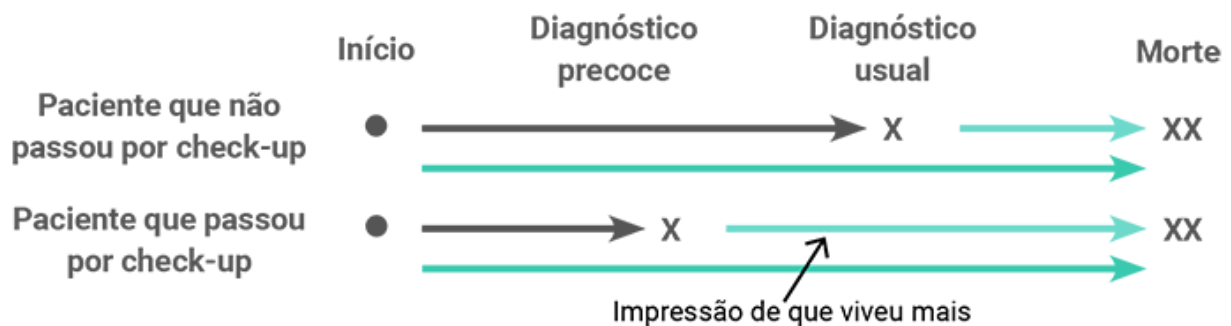 Início
Diagnóstico
precoce
Diagnóstico
usual
Morte
Paciente que não
passou por check-up
X
XX
Paciente que passou
por check-up
X
XX
Impressão de que viveu mais